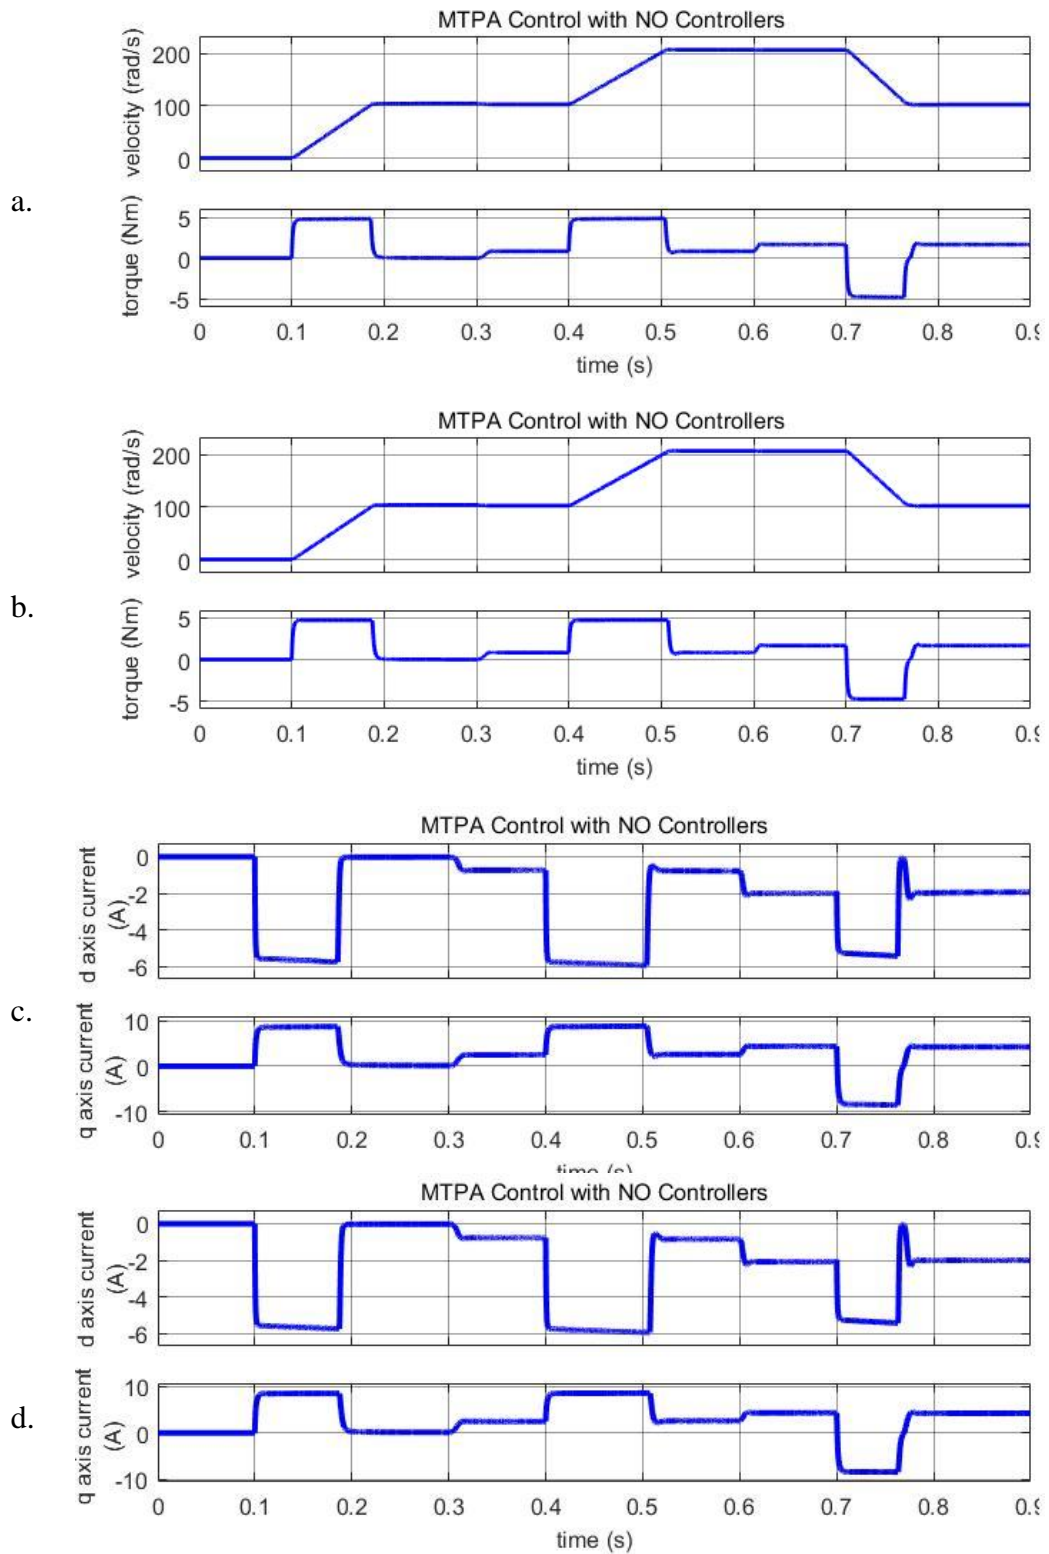 MTPA Control with NO Controllers
velocity (rad/s)
200
100
0
a.
torque (Nm)
5
0
-5
0 0.1 0.2 0.3 0.4 0.5 0.6 0.7 0.8
time (s)
MTPA Control with NO Controllers
velocity (rad/s)
200
100
0
b.
torque (Nm)
5
0
-5
0 0.1 0.2 0.3 0.4 0.5 0.6 0.7 0.8
time (s)
MTPA Control with NO Controllers
d axis current
(A)
0
-2
-4
-6
c.
q axis current
(A)
10
0
-10
0 0.1 0.2 0.3 0.4 0.5 0.6 0.7 0.8
time (s)
MTPA Control with NO Controllers
d axis current
(A)
0
-2
-4
-6
d.
q axis current
(A)
10
0
-10
0 0.1 0.2 0.3 0.4 0.5 0.6 0.7 0.8
time (s)